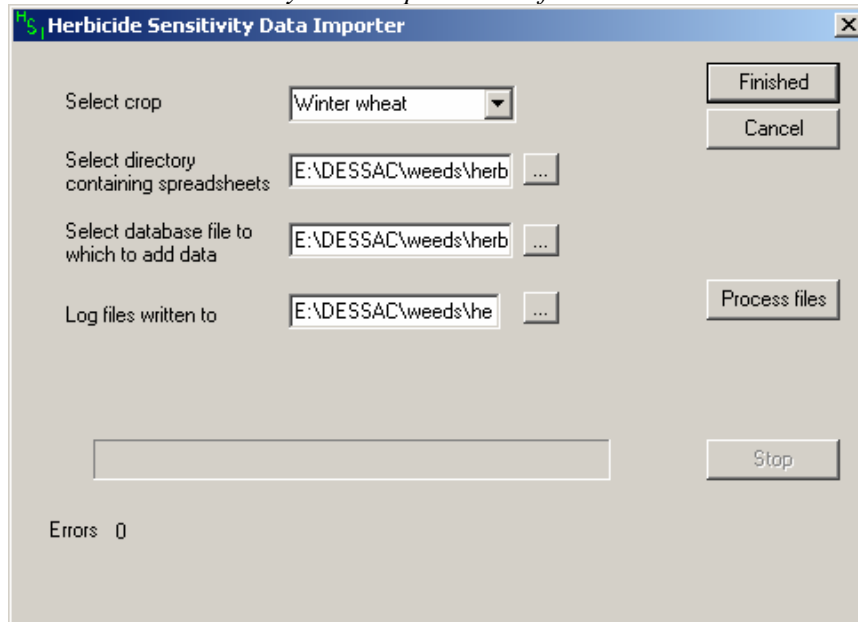 Herbicide Sensitivity Data Importer
Select crop
Winter wheat
Finished
Cancel
Select directory
containing spreadsheets
E:\DESSAC\weeds\herb
...
Select database file to
which to add data
E:\DESSAC\weeds\herb
...
Log files written to
E:\DESSAC\weeds\he
...
Process files
Stop
Errors 0